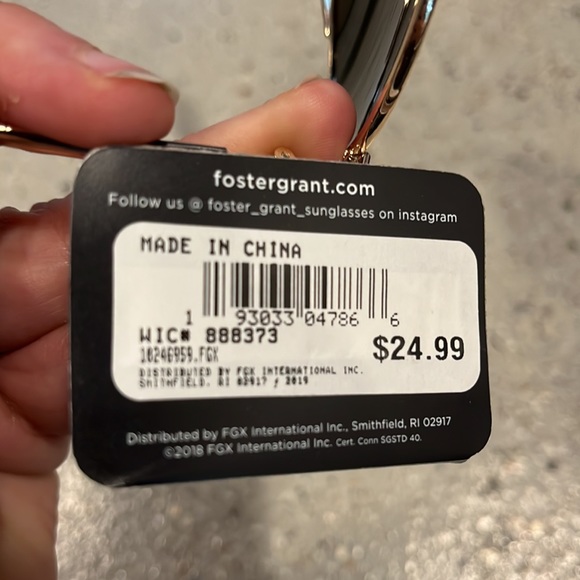 fostergrant.com
Follow us @ foster_grant_sunglasses on instagram
MADE IN CHINA
1 93033 04786 6
WIC# 888373
10246959.FGX
$24.99
DISTRIBUTED BY FGX INTERNATIONAL INC.
SMITHFIELD, RI 02917 / 2019
Distributed by FGX International Inc., Smithfield, RI 02917
©2018 FGX International Inc. Cert. Conn SGSTD 40.